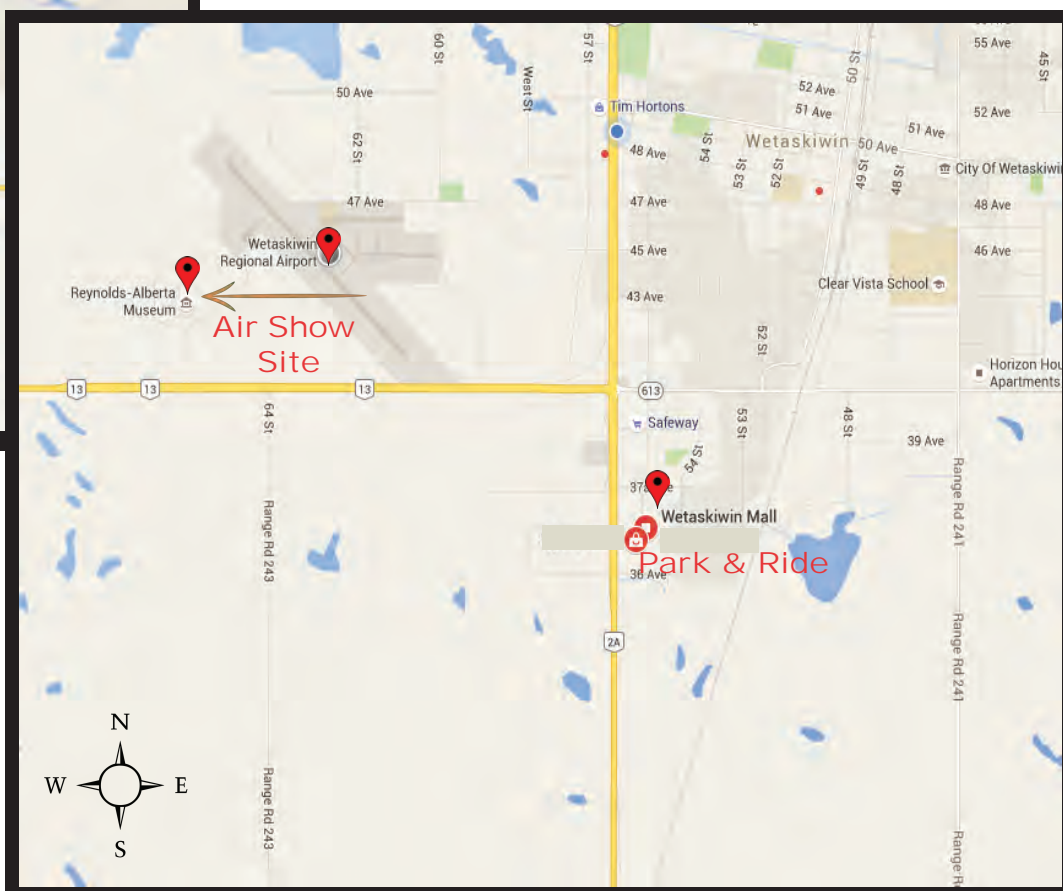 55 Ave
60 St
57 St
50 St
45 St
West St
50 Ave
52 Ave
Tim Hortons
51 Ave
52 Ave
51 Ave
Wetaskiwin
50 Ave
62 St
48 Ave
54 St
53 St
52 St
49 St
48 St
City Of Wetaskiwin
47 Ave
47 Ave
48 Ave
Wetaskiwin
Regional Airport
45 Ave
46 Ave
Reynolds-Alberta
Museum
43 Ave
Clear Vista School
Air Show
Site
52 St
Horizon Hou
Apartments
13
13
13
613
64 St
Safeway
53 St
48 St
39 Ave
54 St
Range Rd 243
Range Rd 241
Wetaskiwin Mall
Park & Ride
36 Ave
2A
Range Rd 241
N
W
E
S
Range Rd 243